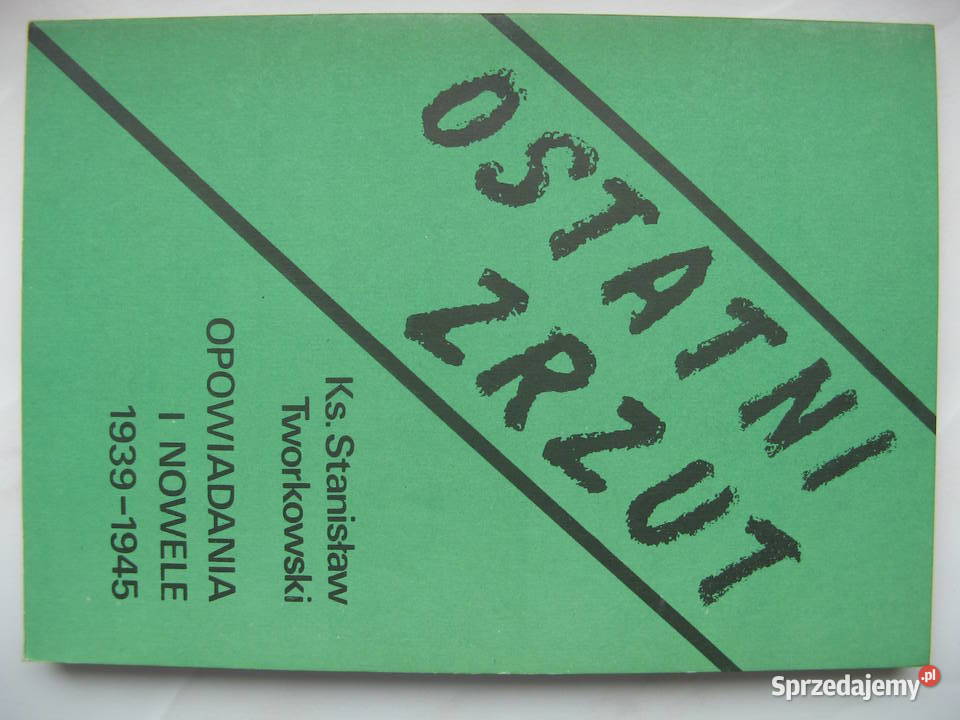 OSTATNI
ZRZUT
Ks. Stanisław
Tworkowski
OPOWIADANIA
I NOWELE
1939-1945
Sprzedajemy.pl